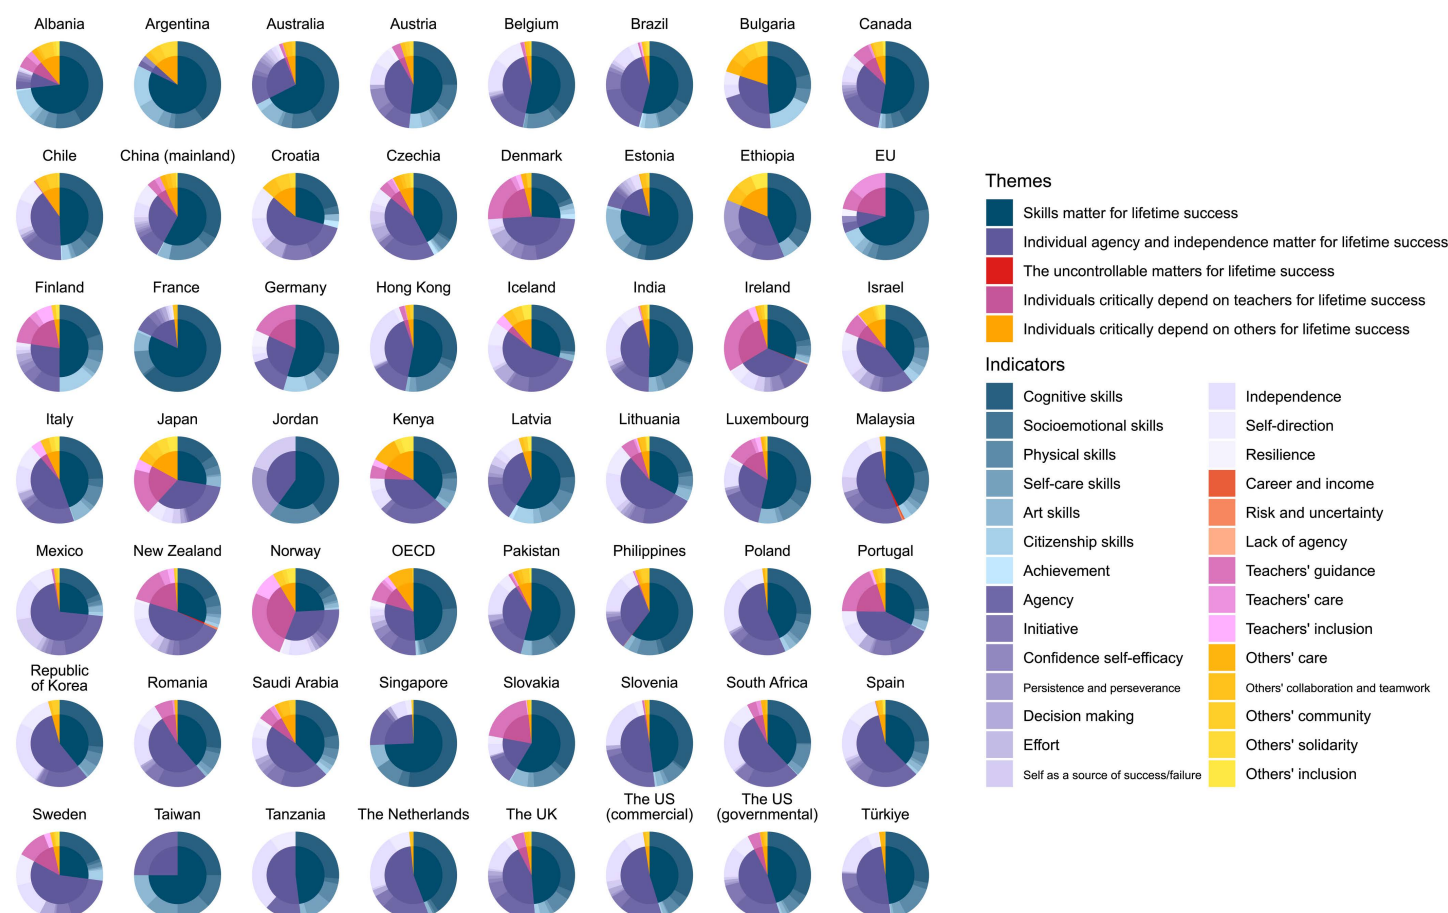 Albania
Argentina
Australia
Austria
Belgium
Brazil
Bulgaria
Canada
Chile
China (mainland)
Croatia
Czechia
Denmark
Estonia
Ethiopia
EU
Finland
France
Germany
Hong Kong
Iceland
India
Ireland
Israel
Italy
Japan
Jordan
Kenya
Latvia
Lithuania
Luxembourg
Malaysia
Mexico
New Zealand
Norway
OECD
Pakistan
Philippines
Poland
Portugal
Republic
of Korea
Romania
Saudi Arabia
Singapore
Slovakia
Slovenia
South Africa
Spain
Sweden
Taiwan
Tanzania
The Netherlands
The UK
The US
(commercial)
The US
(governmental)
Türkiye
Themes
Skills matter for lifetime success
Individual agency and independence matter for lifetime success
The uncontrollable matters for lifetime success
Individuals critically depend on teachers for lifetime success
Individuals critically depend on others for lifetime success
Indicators
Cognitive skills
Socioemotional skills
Physical skills
Self-care skills
Art skills
Citizenship skills
Achievement
Agency
Initiative
Confidence self-efficacy
Persistence and perseverance
Decision making
Effort
Self as a source of success/failure
Independence
Self-direction
Resilience
Career and income
Risk and uncertainty
Lack of agency
Teachers' guidance
Teachers' care
Teachers' inclusion
Others' care
Others' collaboration and teamwork
Others' community
Others' solidarity
Others' inclusion